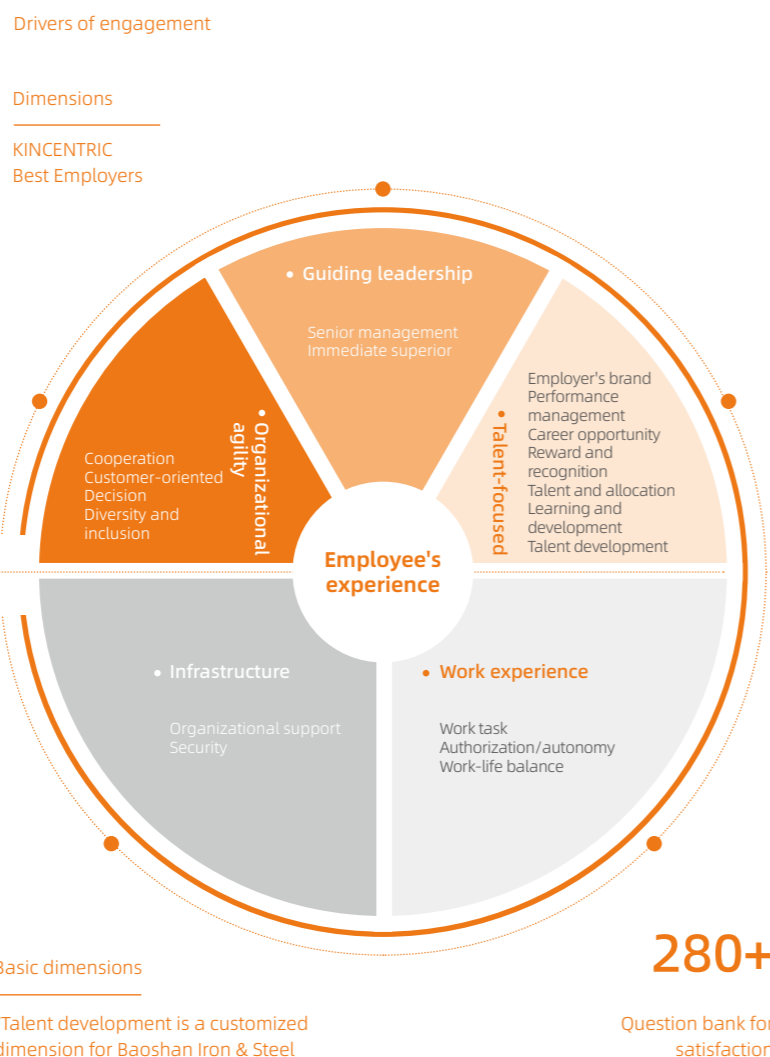 Drivers of engagement
Dimensions
KINCENTRIC
Best Employers
• Guiding leadership
Senior management
Immediate superior
• Organizational
agility
Cooperation
Customer-oriented
Decision
Diversity and
inclusion
• Talent-focused
Employer's brand
Performance
management
Career opportunity
Reward and
recognition
Talent and allocation
Learning and
development
Talent development
Employee's
experience
• Infrastructure
Organizational support
Security
• Work experience
Work task
Authorization/autonomy
Work-life balance
Basic dimensions
Talent development is a customized
dimension for Baoshan Iron & Steel
280+
Question bank for
satisfaction